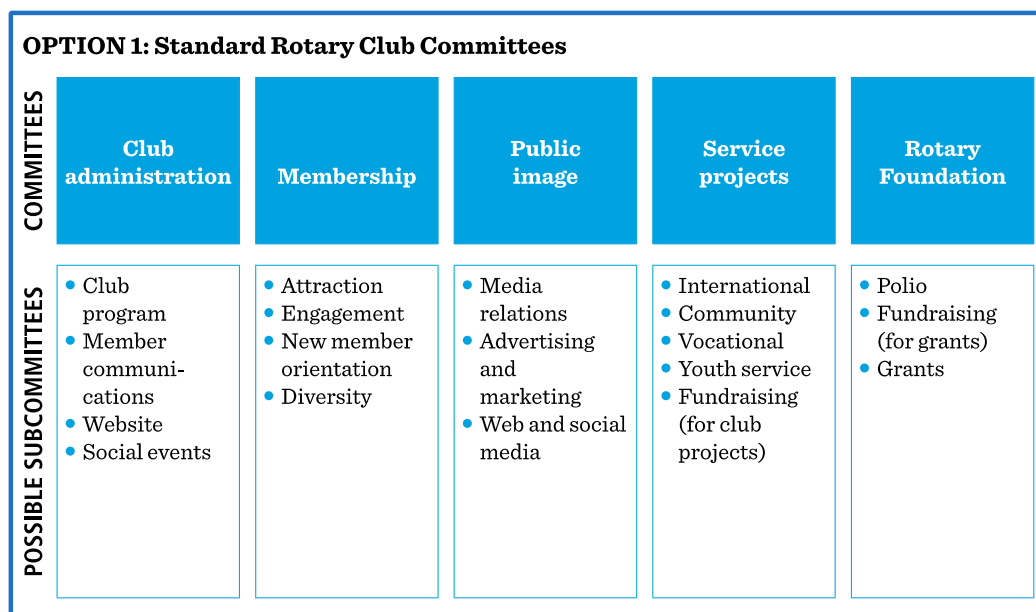 OPTION 1: Standard Rotary Club Committees
COMMITTEES
Club
administration
Membership
Public
image
Service
projects
Rotary
Foundation
POSSIBLE SUBCOMMITTEES
• Club
program
• Member
communi-
cations
• Website
• Social events
• Attraction
• Engagement
• New member
orientation
• Diversity
• Media
relations
• Advertising
and
marketing
• Web and social
media
• International
• Community
• Vocational
• Youth service
• Fundraising
(for club
projects)
• Polio
• Fundraising
(for grants)
• Grants